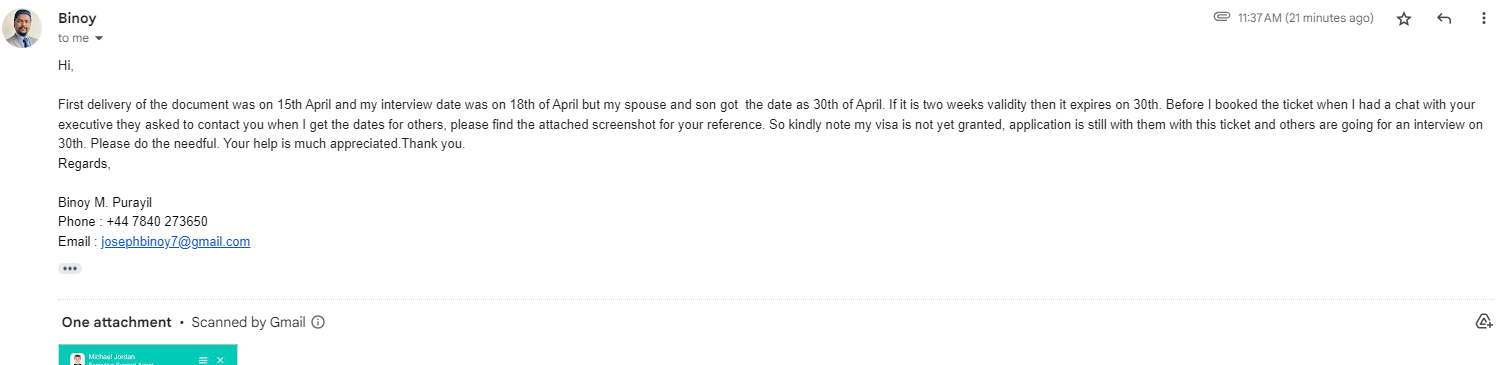 Binoy
11:37 AM (21 minutes ago)
to me
Hi,
First delivery of the document was on 15th April and my interview date was on 18th of April but my spouse and son got  the date as 30th of April. If it is two weeks validity then it expires on 30th. Before I booked the ticket when I had a chat with your
executive they asked to contact you when I get the dates for others, please find the attached screenshot for your reference. So kindly note my visa is not yet granted, application is still with them with this ticket and others are going for an interview on
30th. Please do the needful. Your help is much appreciated.Thank you.
Regards,
Binoy M. Purayil
Phone : +44 7840 273650
Email : josephbinoy7@gmail.com
One attachment • Scanned by Gmail
Michael Jordan